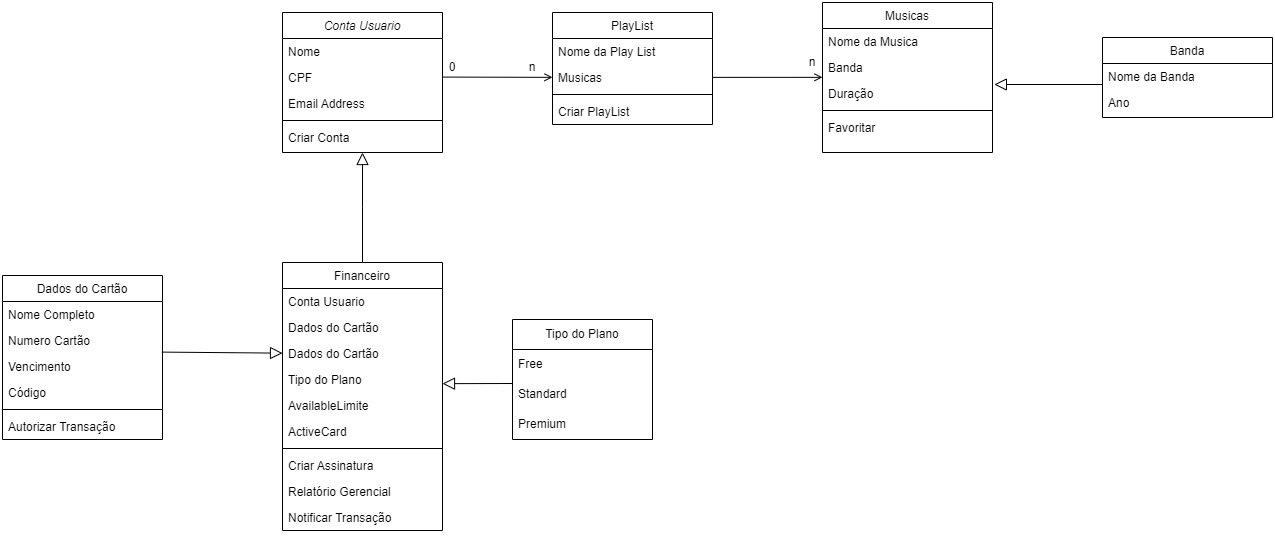 Conta Usuario
Nome
CPF
Email Address
Criar Conta
0
n
PlayList
Nome da Play List
Musicas
Criar PlayList
n
Musicas
Nome da Musica
Banda
Duração
Favoritar
Banda
Nome da Banda
Ano
Dados do Cartão
Nome Completo
Numero Cartão
Vencimento
Código
Autorizar Transação
Financeiro
Conta Usuario
Dados do Cartão
Dados do Cartão
Tipo do Plano
AvailableLimite
ActiveCard
Criar Assinatura
Relatório Gerencial
Notificar Transação
Tipo do Plano
Free
Standard
Premium